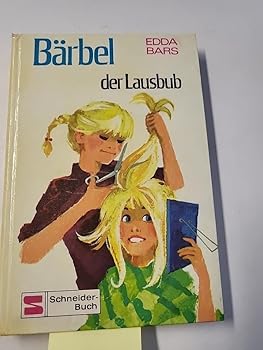 Bärbel
EDDA
BARS
der Lausbub
Schneider-
Buch